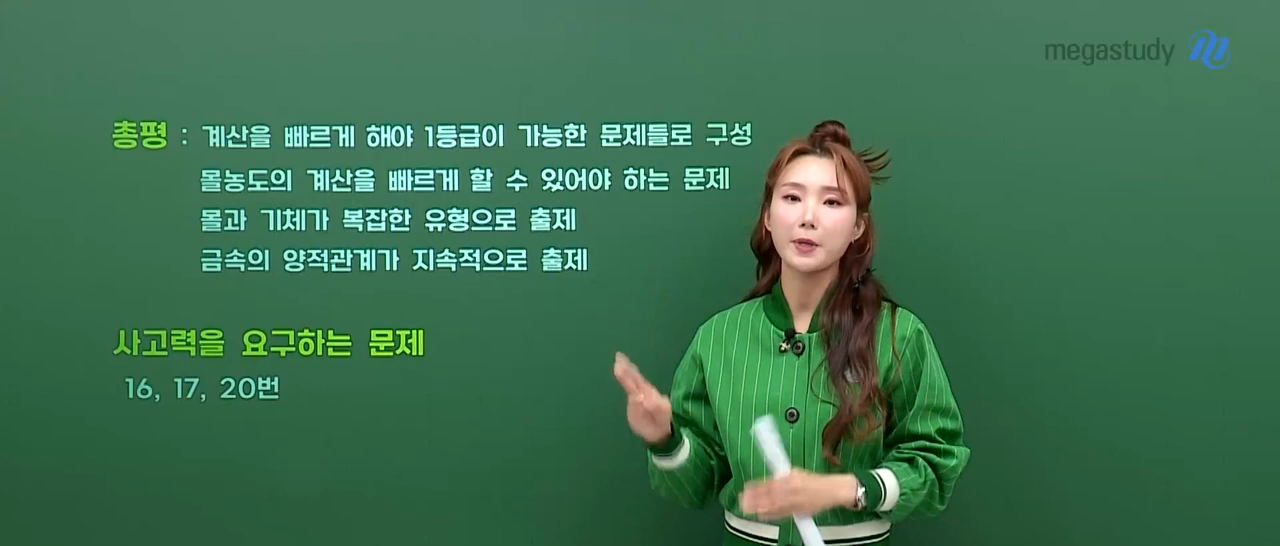 megastudy
총평 : 계산을 빠르게 해야 1등급이 가능한 문제들로 구성
몰농도의 계산을 빠르게 할 수 있어야 하는 문제
몰과 기체가 복잡한 유형으로 출제
금속의 양적관계가 지속적으로 출제
사고력을 요구하는 문제
16, 17, 20번